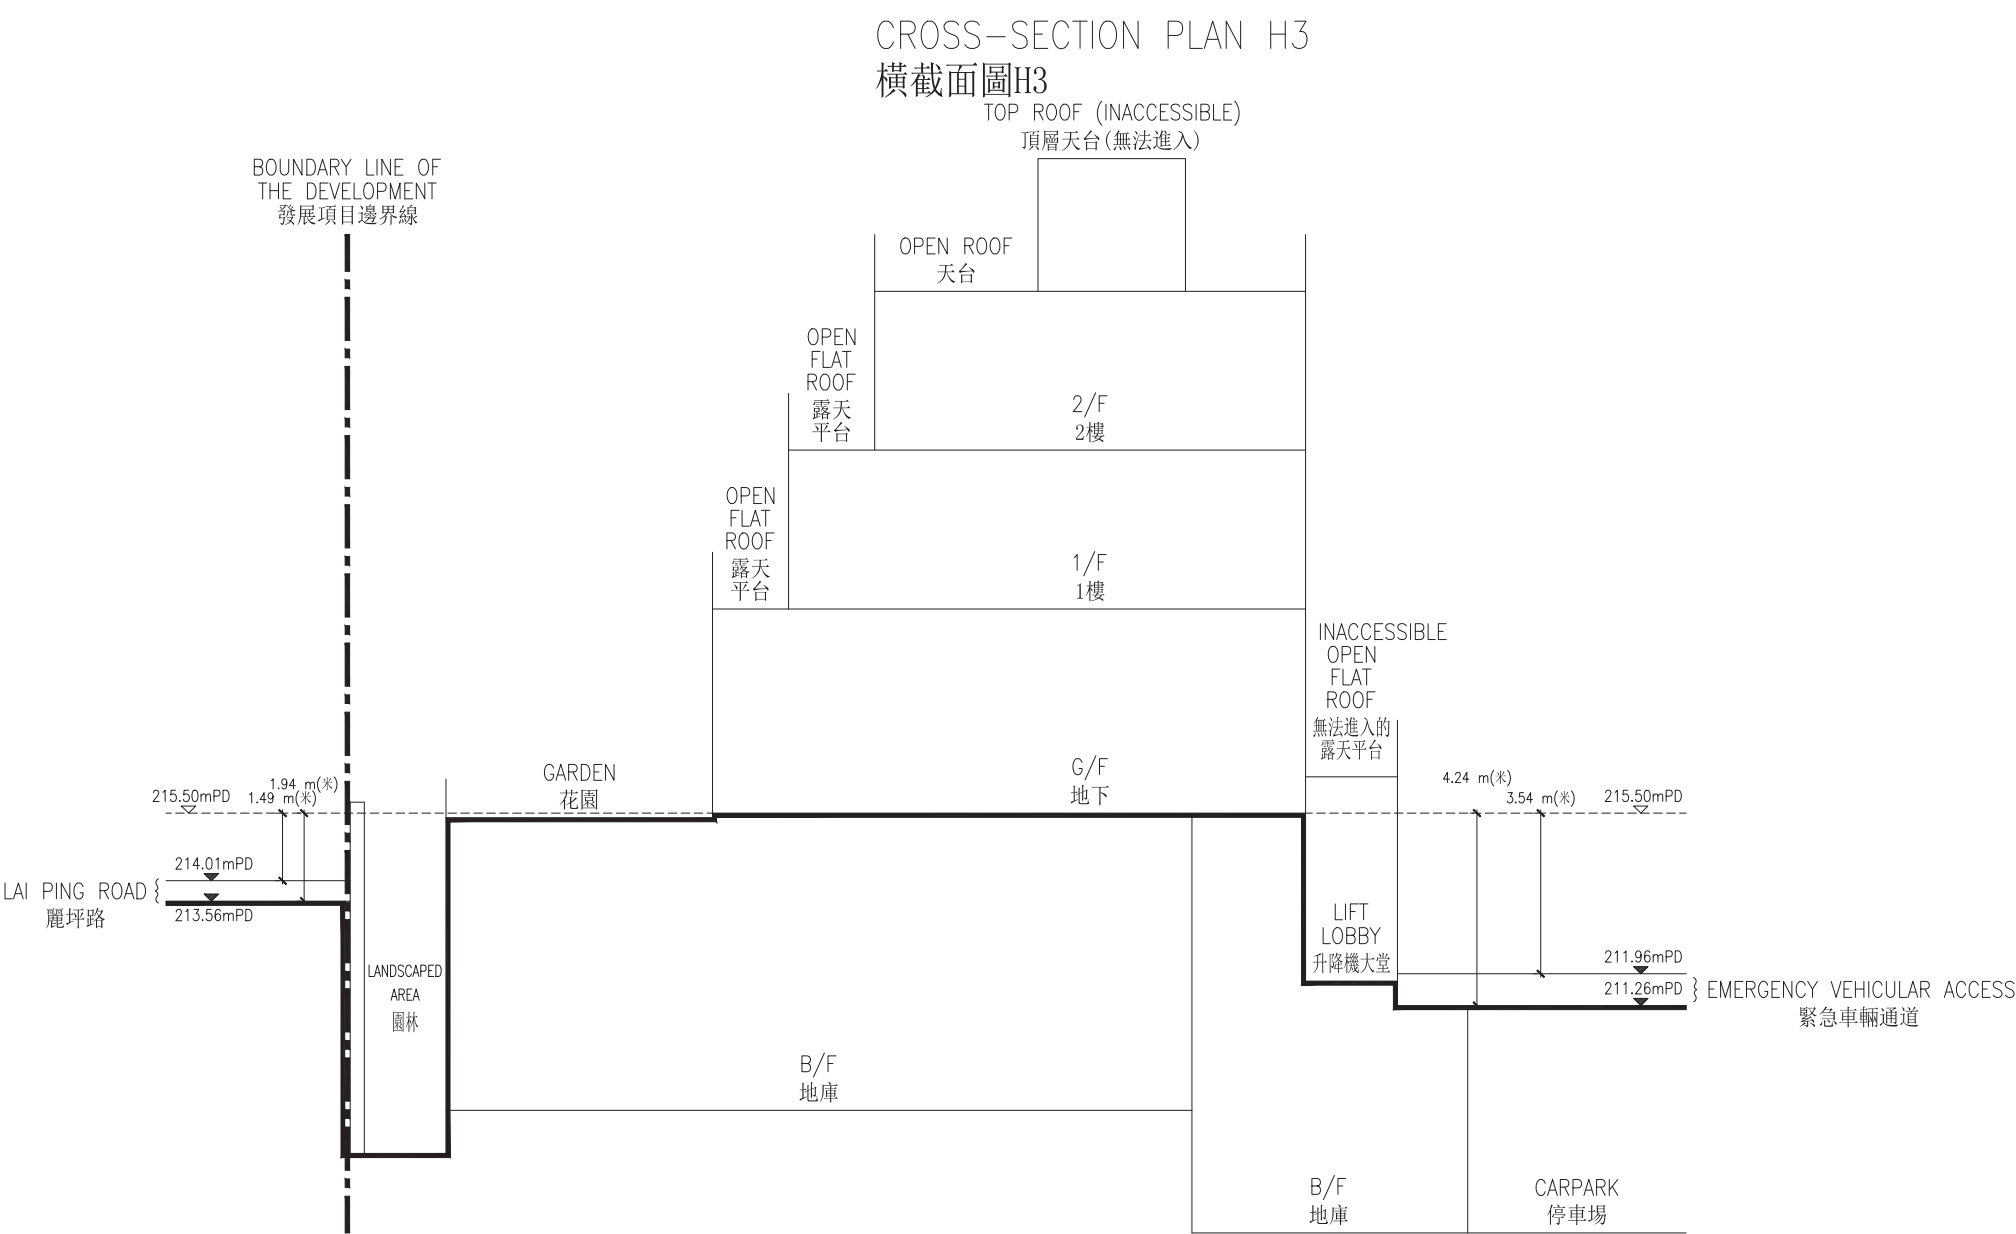 CROSS-SECTION PLAN H3
橫截面圖H3
TOP ROOF (INACCESSIBLE)
頂層天台(無法進入)
BOUNDARY LINE OF
THE DEVELOPMENT
發展項目邊界線
OPEN ROOF
天台
OPEN
FLAT
ROOF
露天
平台
2/F
2樓
OPEN
FLAT
ROOF
露天
平台
1/F
1樓
INACCESSIBLE
OPEN
FLAT
ROOF
無法進入的
露天平台
GARDEN
花園
G/F
地下
1.94 m(米)
215.50mPD
1.49 m(米)
4.24 m(米)
3.54 m(米)
215.50mPD
214.01mPD
LAI PING ROAD
麗坪路
213.56mPD
LIFT
LOBBY
升降機大堂
211.96mPD
211.26mPD
EMERGENCY VEHICULAR ACCESS
緊急車輛通道
LANDSCAPED
AREA
園林
B/F
地庫
B/F
地庫
CARPARK
停車場